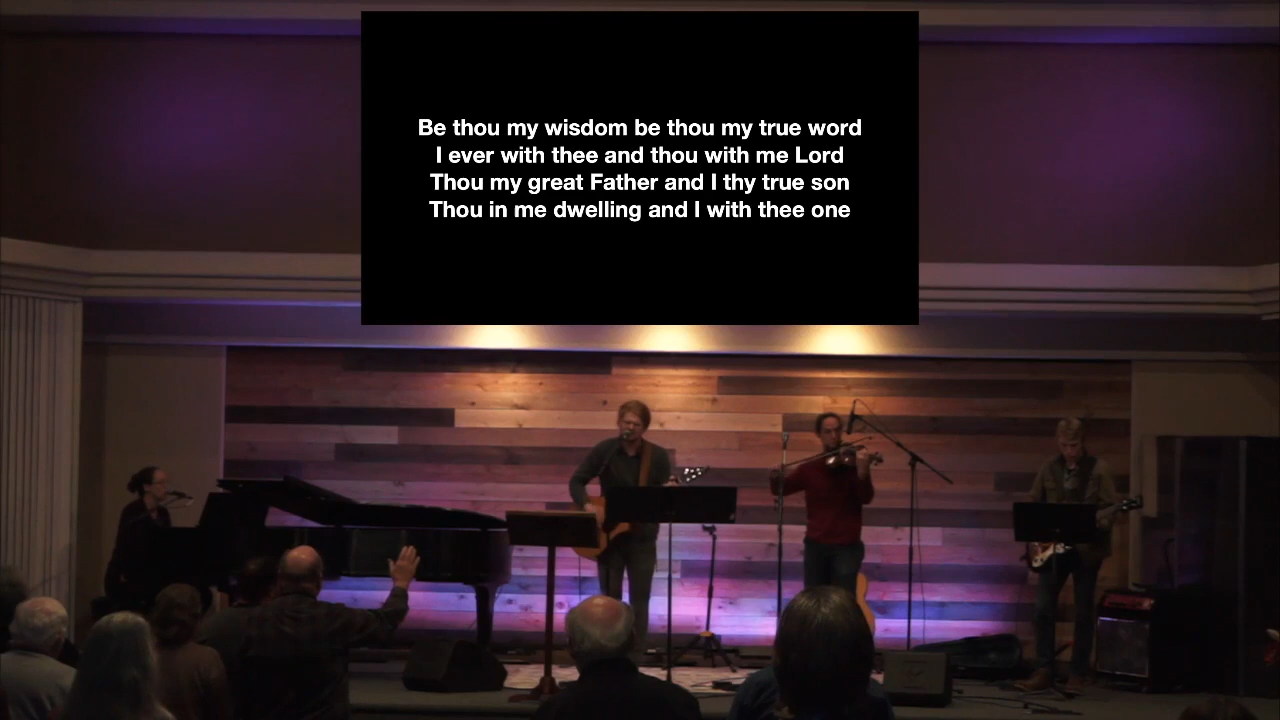 Be thou my wisdom be thou my true word
I ever with thee and thou with me Lord
Thou my great Father and I thy true son
Thou in me dwelling and I with thee one